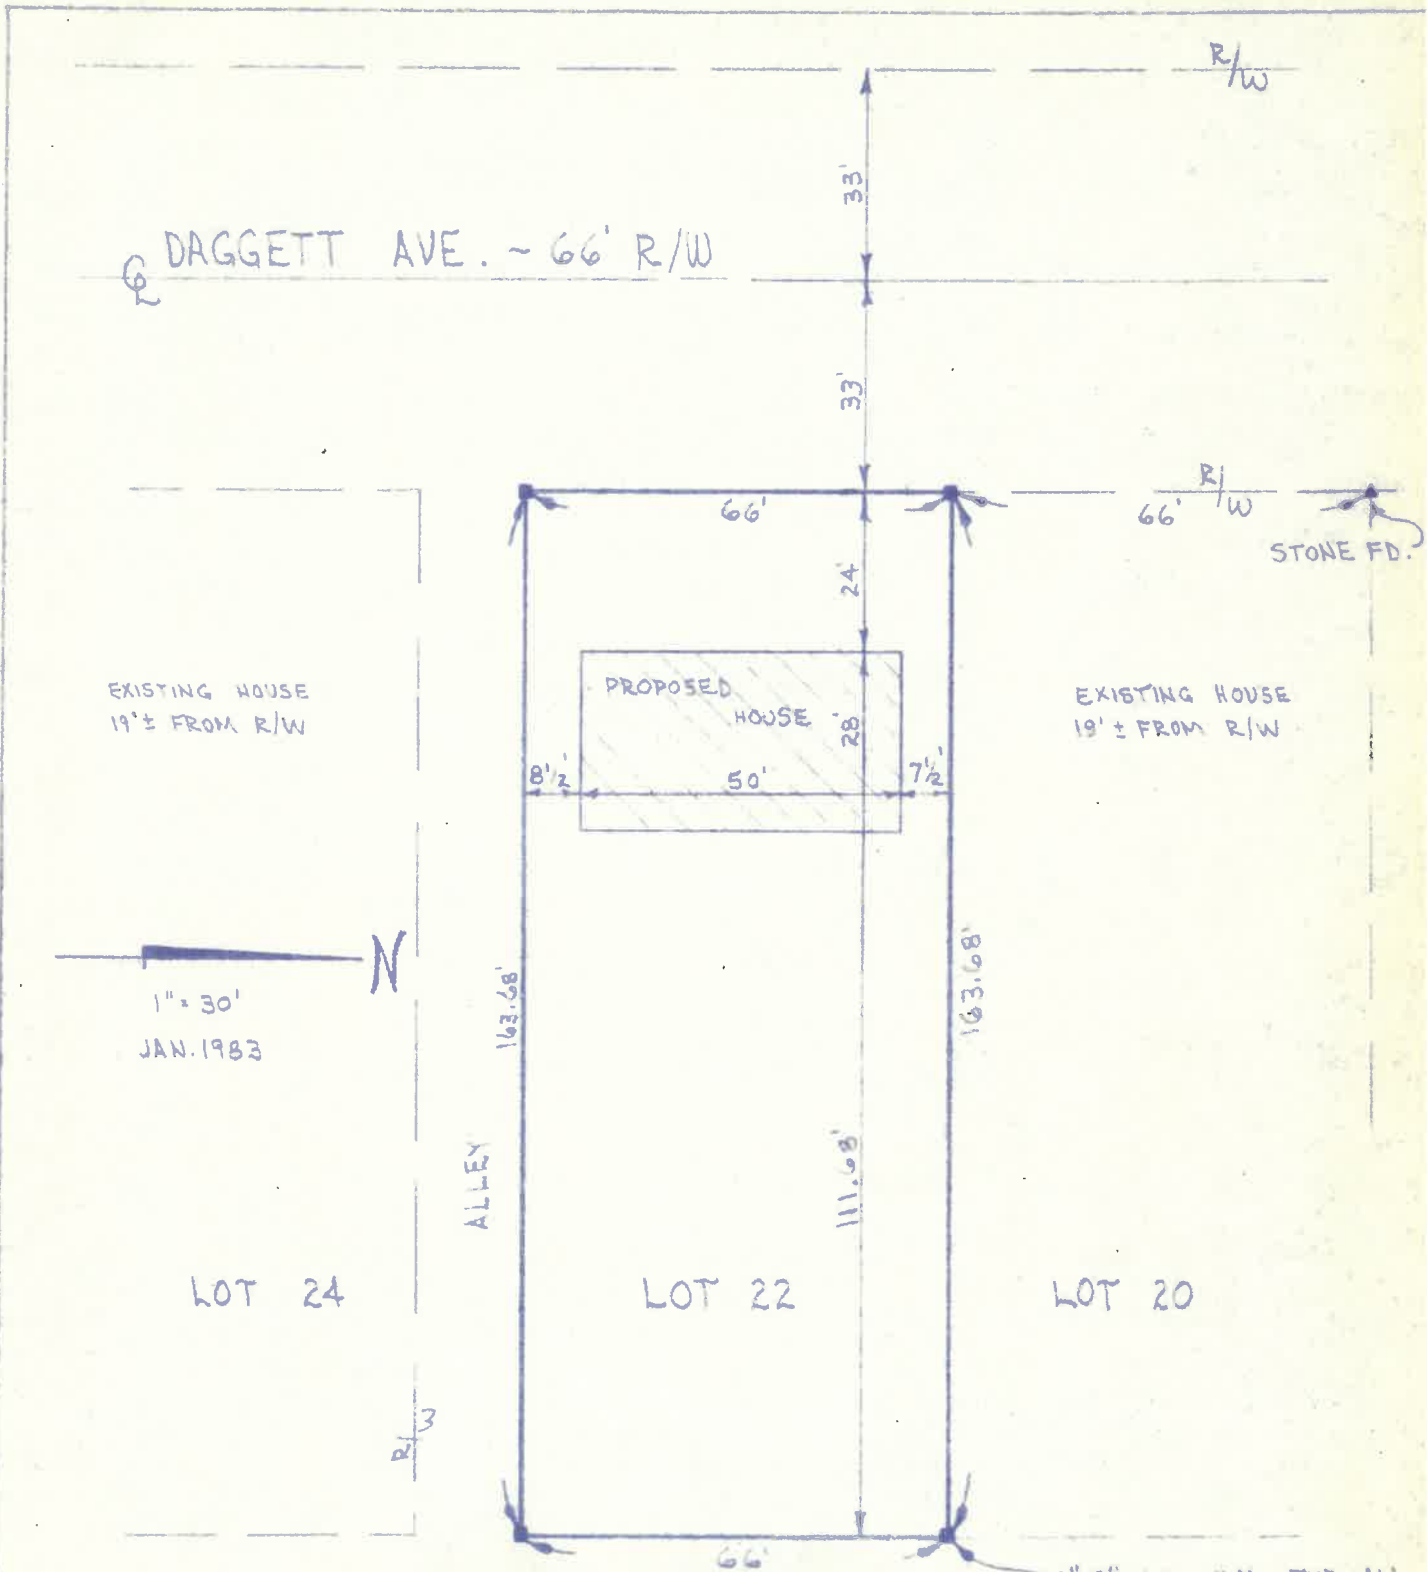 R/W
33'
℄ DAGGETT AVE. ~ 66' R/W
33'
R/W
66'
66'
STONE FD.
24'
EXISTING HOUSE
19'± FROM R/W
PROPOSED
HOUSE
28'
EXISTING HOUSE
19'± FROM R/W
8½'
50'
7½'
N
1" = 30'
JAN. 1983
163.68'
163.68'
ALLEY
111.68'
LOT 24
LOT 22
LOT 20
R/W
66'